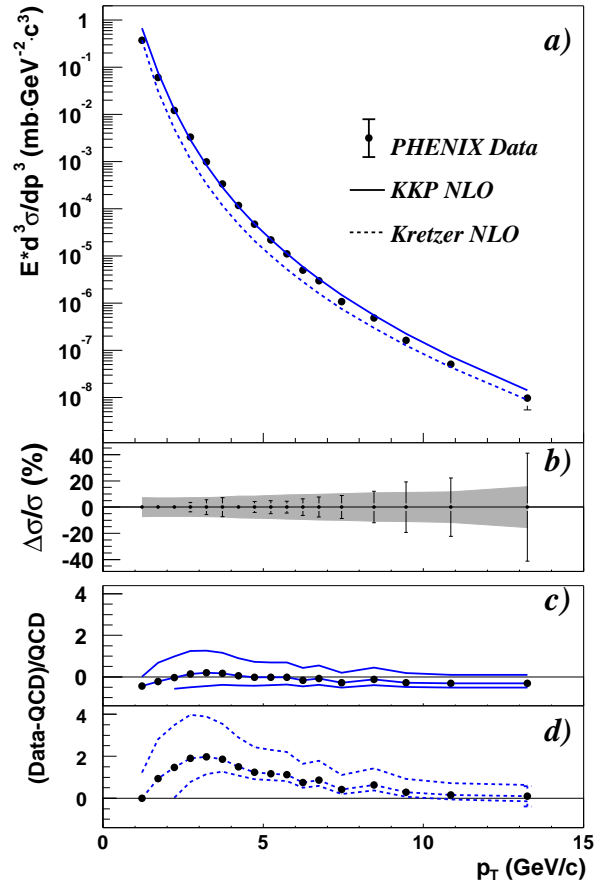 a)
E*d³σ/dp³ (mb·GeV⁻²·c³)
1
10⁻¹
10⁻²
10⁻³
10⁻⁴
10⁻⁵
10⁻⁶
10⁻⁷
10⁻⁸
PHENIX Data
KKP NLO
Kretzer NLO
b)
Δσ/σ (%)
40
20
0
-20
-40
c)
(Data-QCD)/QCD
4
2
0
d)
4
2
0
0 5 10 15
p_T (GeV/c)